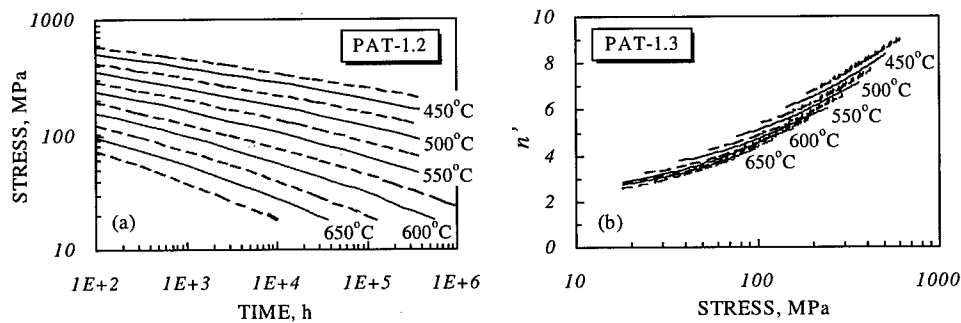 1000
PAT-1.2
STRESS, MPa
100
450°C
500°C
550°C
(a)
650°C 600°C
10
1E+2 1E+3 1E+4 1E+5 1E+6
TIME, h
10
PAT-1.3
8
450°C
500°C
6
550°C
n'
600°C
4
650°C
2
(b)
0
10 100 1000
STRESS, MPa